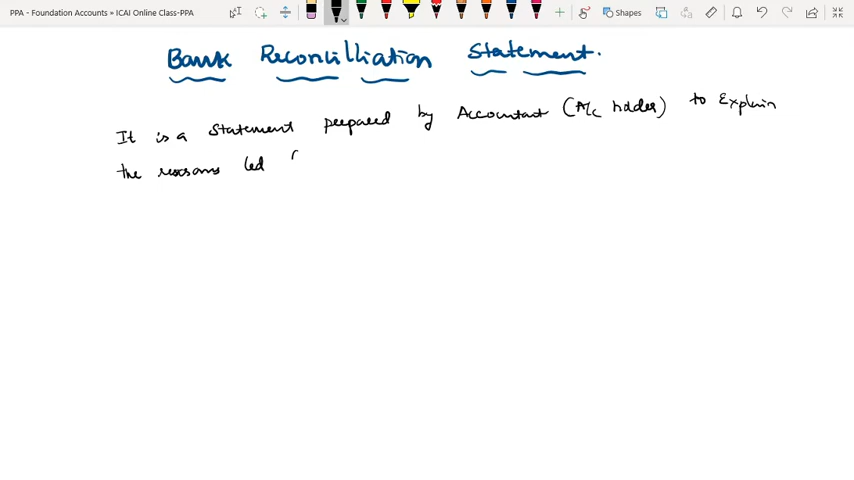 PPA - Foundation Accounts » ICAI Online Class-PPA
Shapes
Bank Reconcilliation Statement.
It is a Statement prepared by Accountant (A/c holder) to Explain
the reasons led